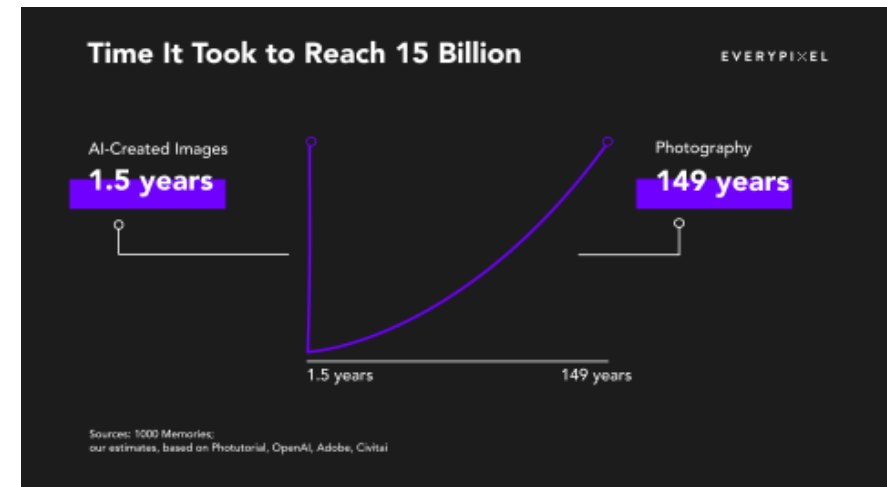 Time It Took to Reach 15 Billion
EVERYPIXEL
AI-Created Images
1.5 years
Photography
149 years
1.5 years
149 years
Sources: 1000 Memories;
our estimates, based on Photutorial, OpenAI, Adobe, Civitai